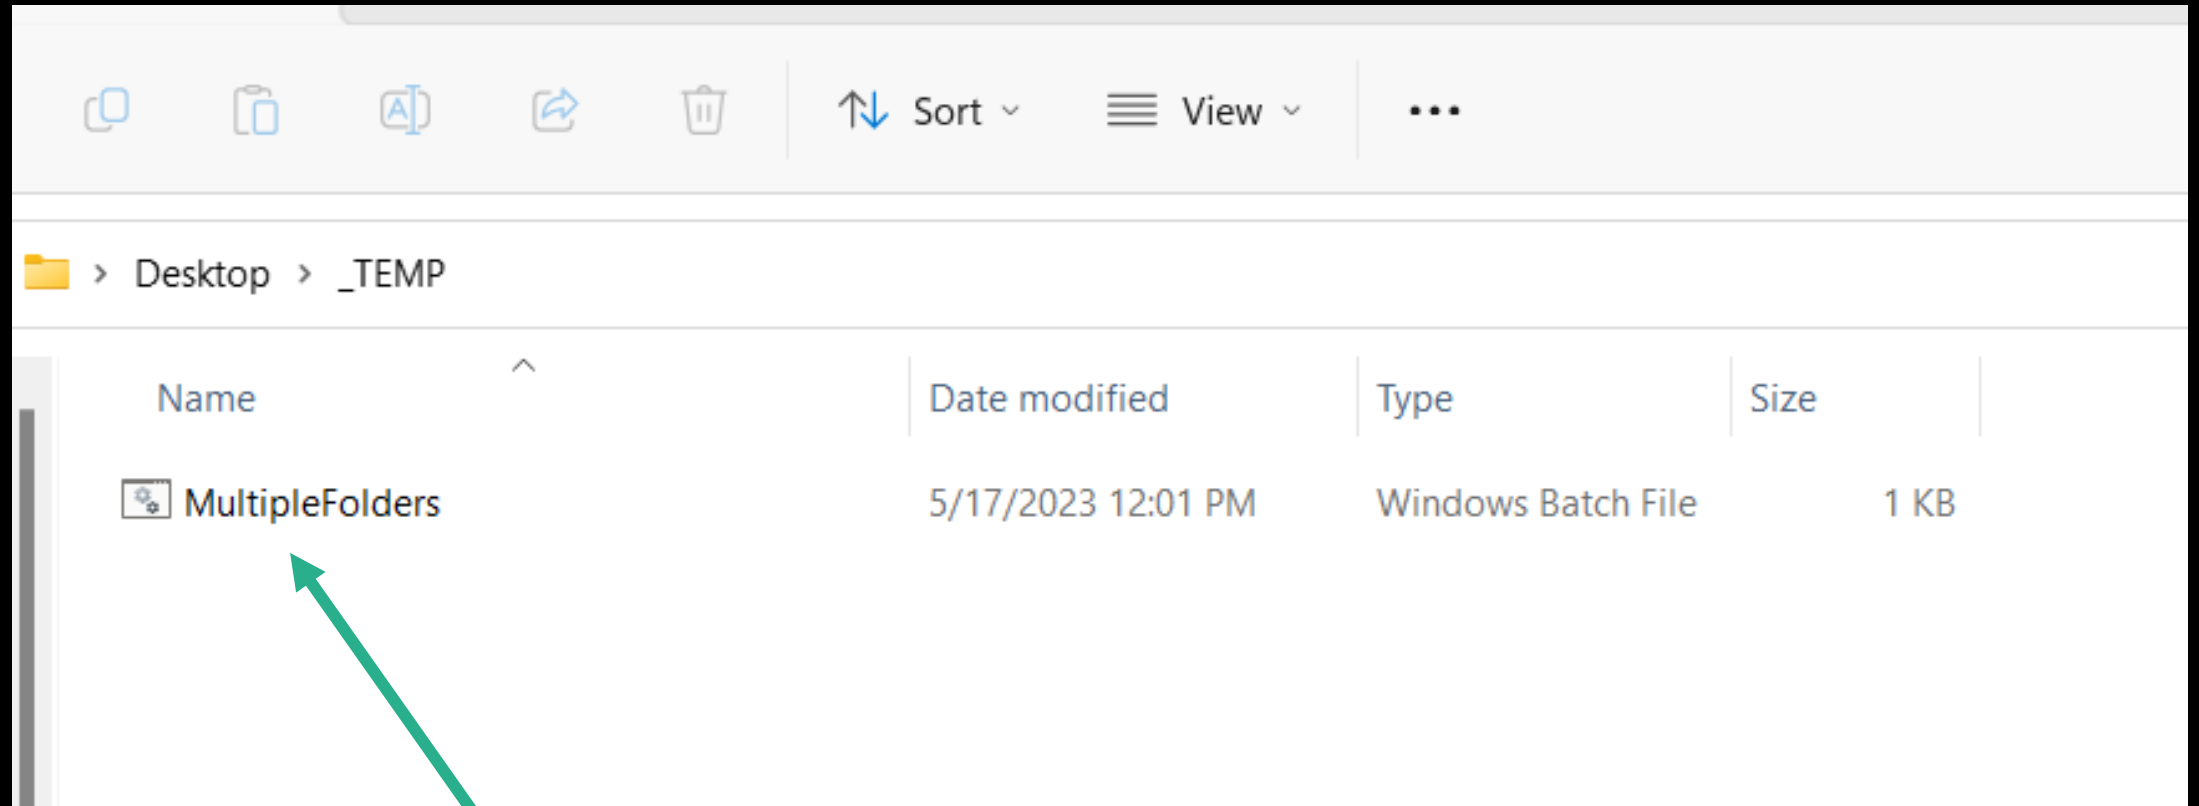 Sort View
Desktop _TEMP
Name Date modified Type Size
MultipleFolders 5/17/2023 12:01 PM Windows Batch File 1 KB